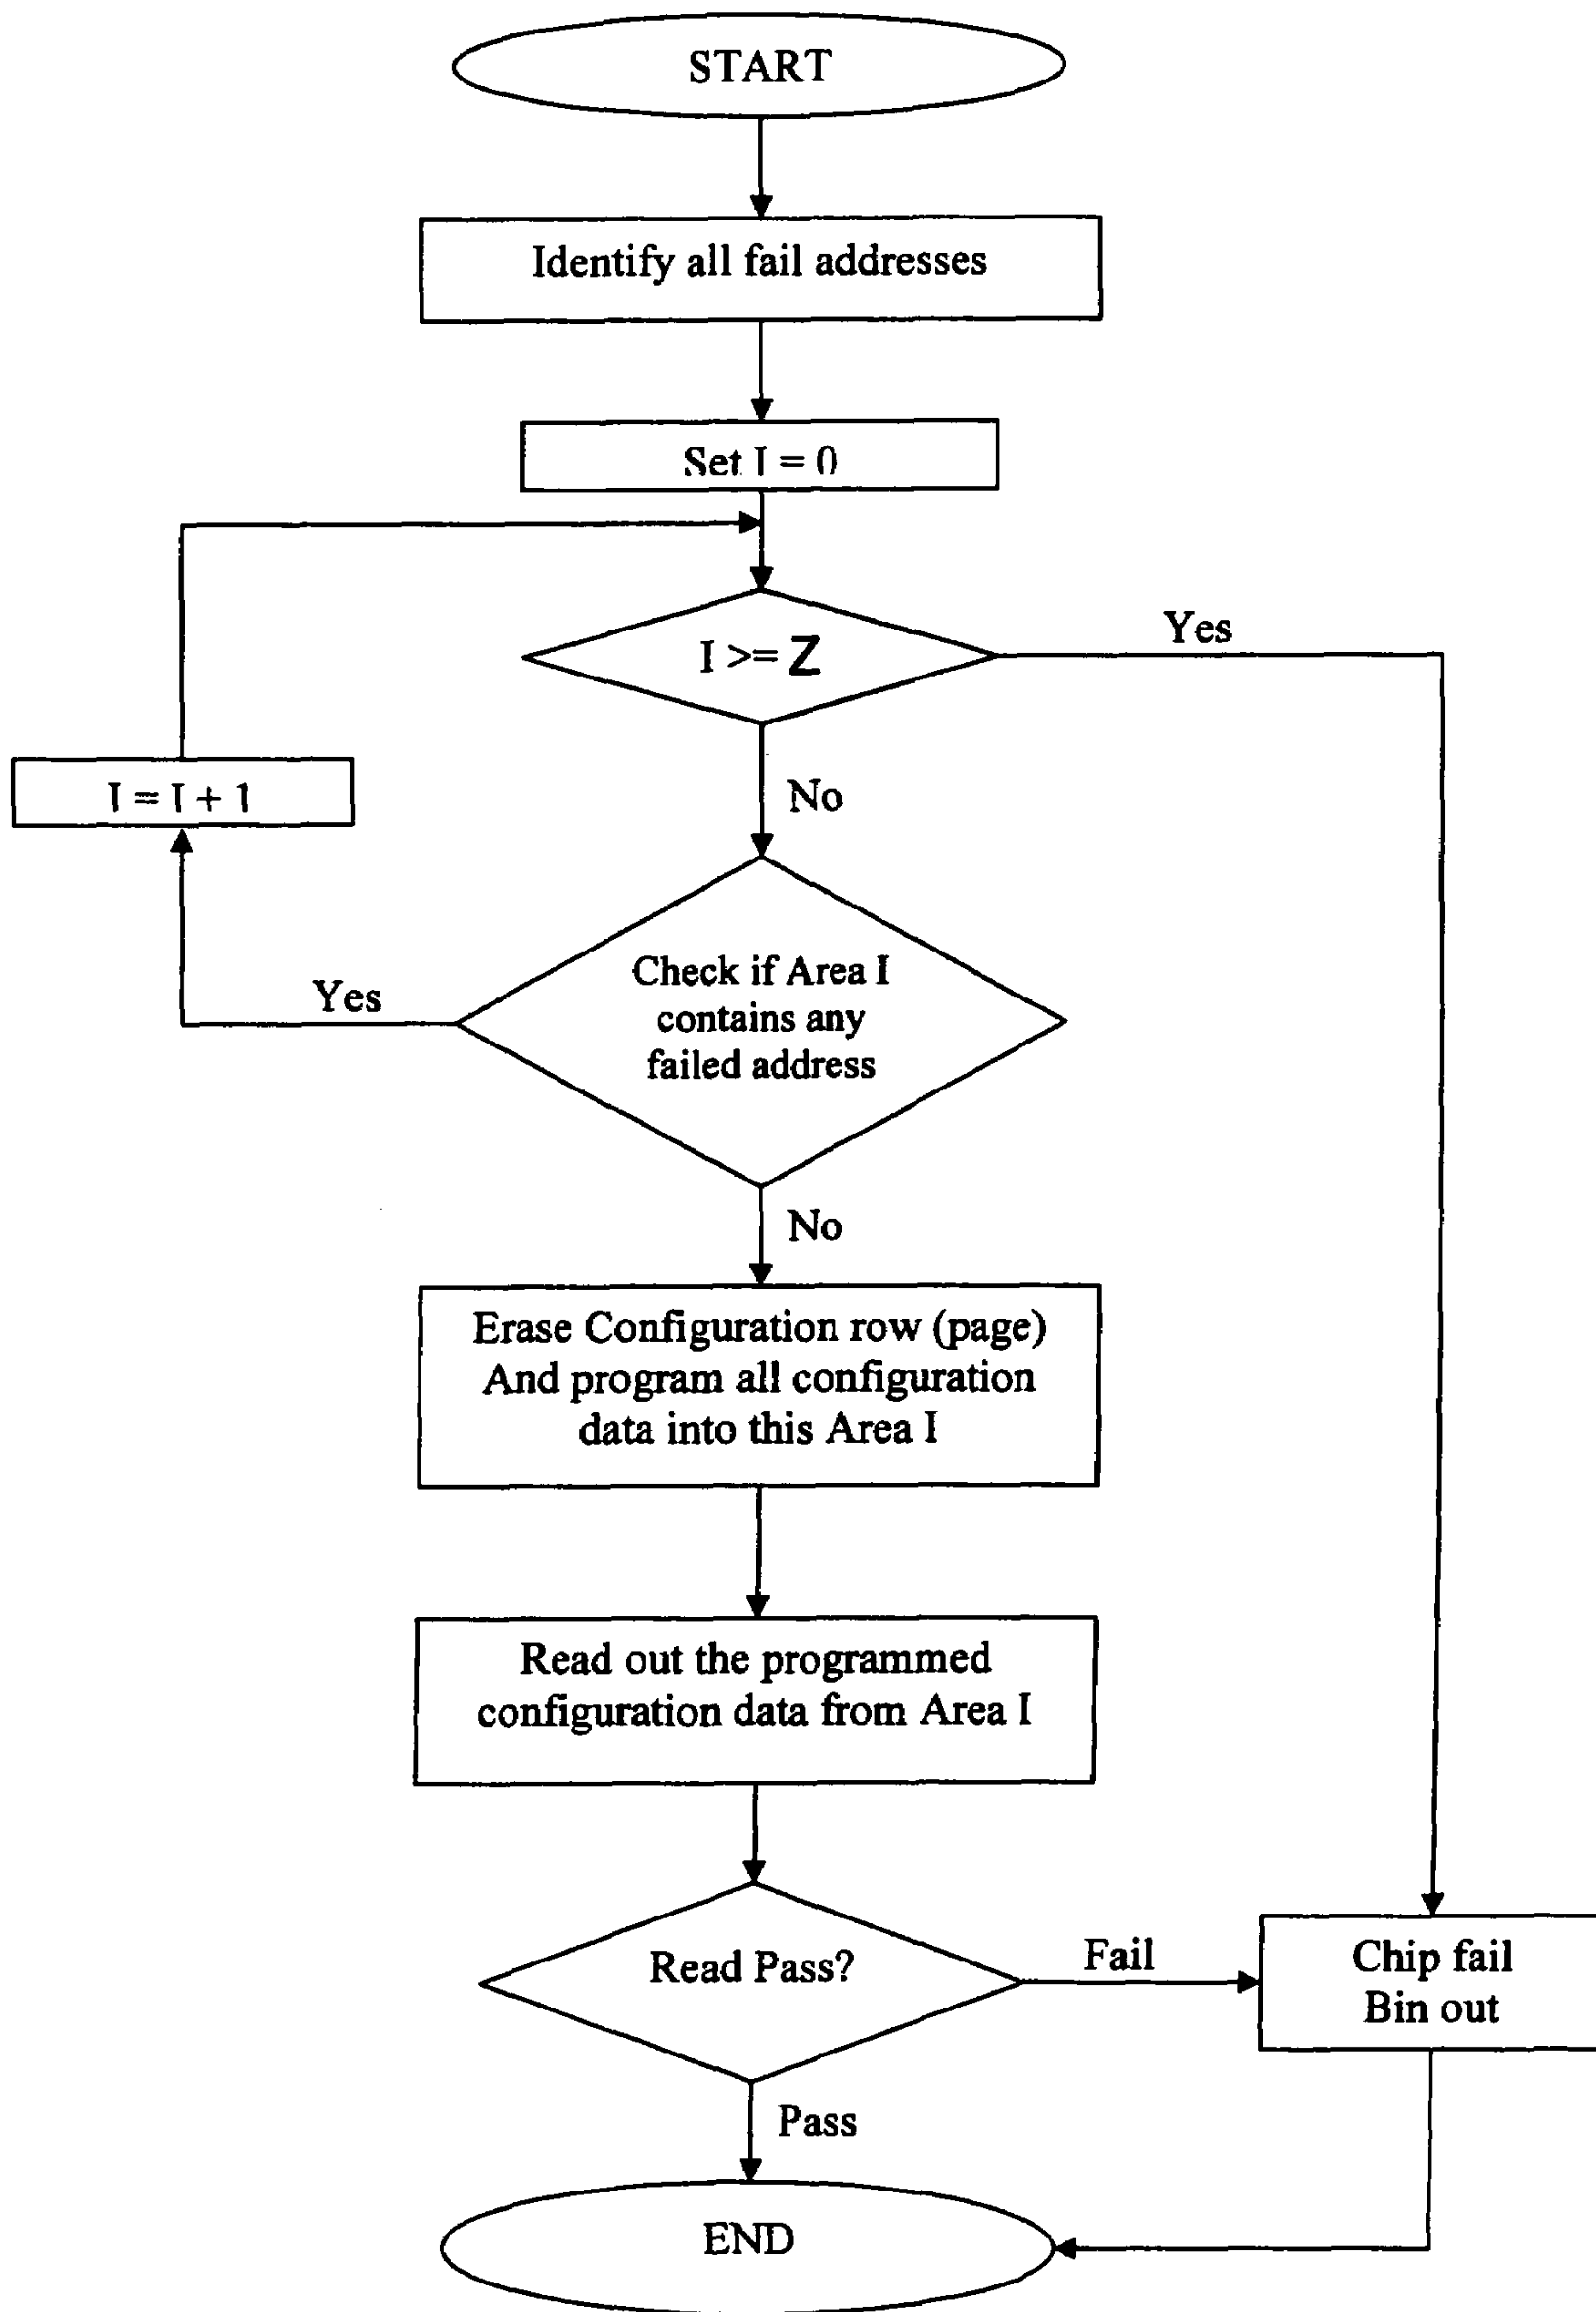 START
Identify all fail addresses
Set I = 0
I >= Z
Yes
I = I + 1
No
Check if Area I
contains any
failed address
Yes
No
Erase Configuration row (page)
And program all configuration
data into this Area I
Read out the programmed
configuration data from Area I
Read Pass?
Fail
Chip fail
Bin out
Pass
END